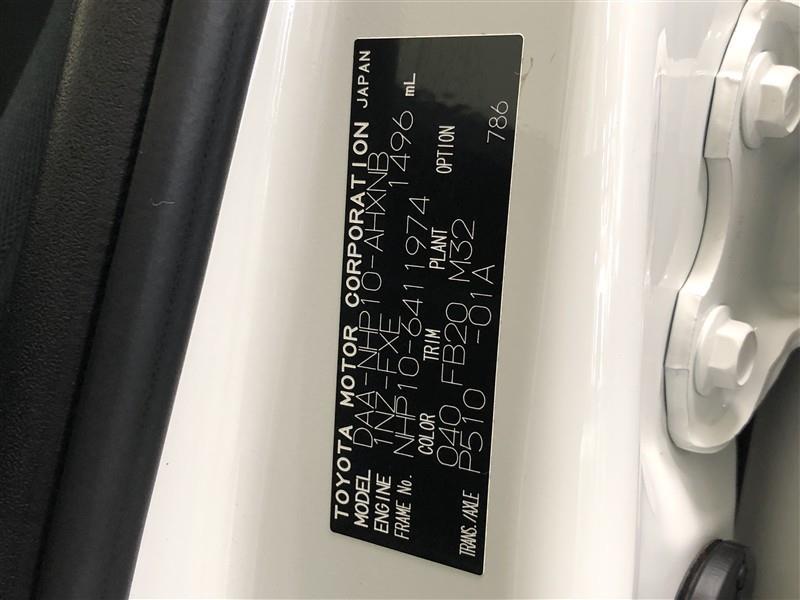 TOYOTA MOTOR CORPORATION JAPAN
MODEL DAA-NHP10-AHXNB
ENGINE 1NZ-FXE 1496 mL
FRAME No. NHP10-6411974
COLOR TRIM PLANT OPTION
040 FB20 M32
TRANS./AXLE P510 -01A 786